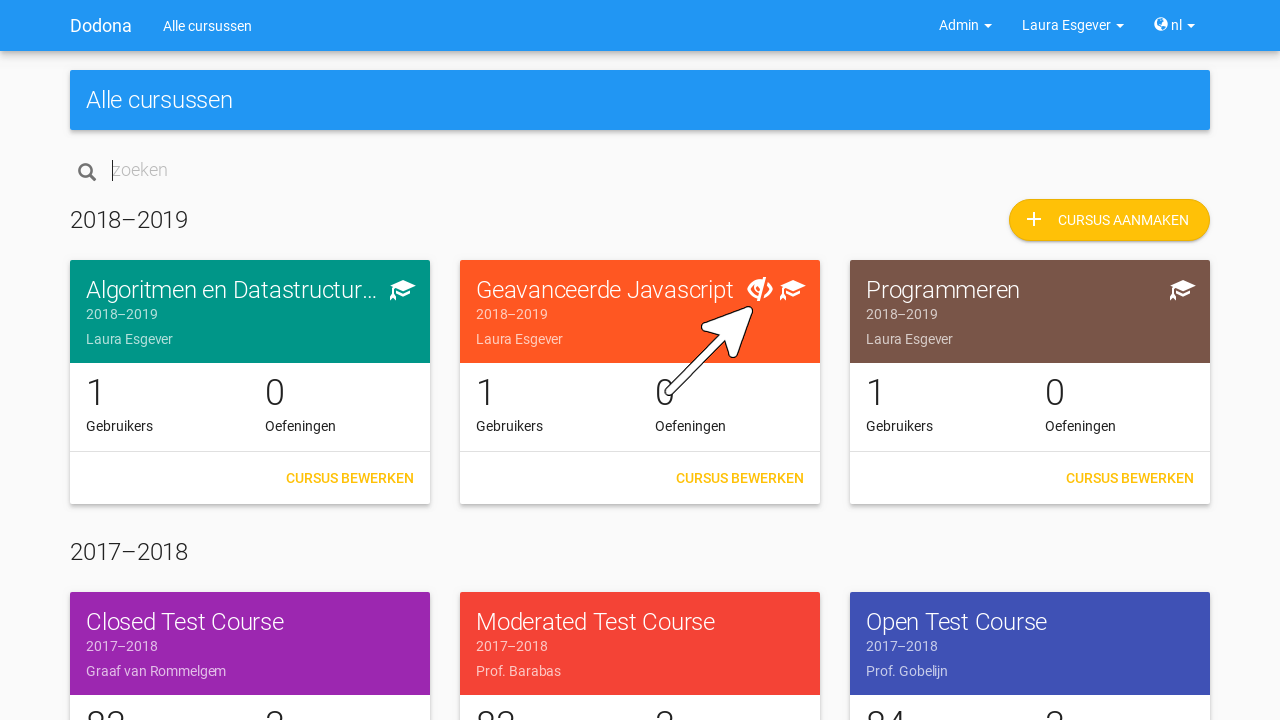 Dodona Alle cursussen Admin Laura Esgever nl
Alle cursussen
zoeken
2018–2019 CURSUS AANMAKEN
Algoritmen en Datastructur... Geavanceerde Javascript Programmeren
2018–2019 2018–2019 2018–2019
Laura Esgever Laura Esgever Laura Esgever
1 0 1 0 1 0
Gebruikers Oefeningen Gebruikers Oefeningen Gebruikers Oefeningen
CURSUS BEWERKEN CURSUS BEWERKEN CURSUS BEWERKEN
2017–2018
Closed Test Course Moderated Test Course Open Test Course
2017–2018 2017–2018 2017–2018
Graaf van Rommelgem Prof. Barabas Prof. Gobelijn